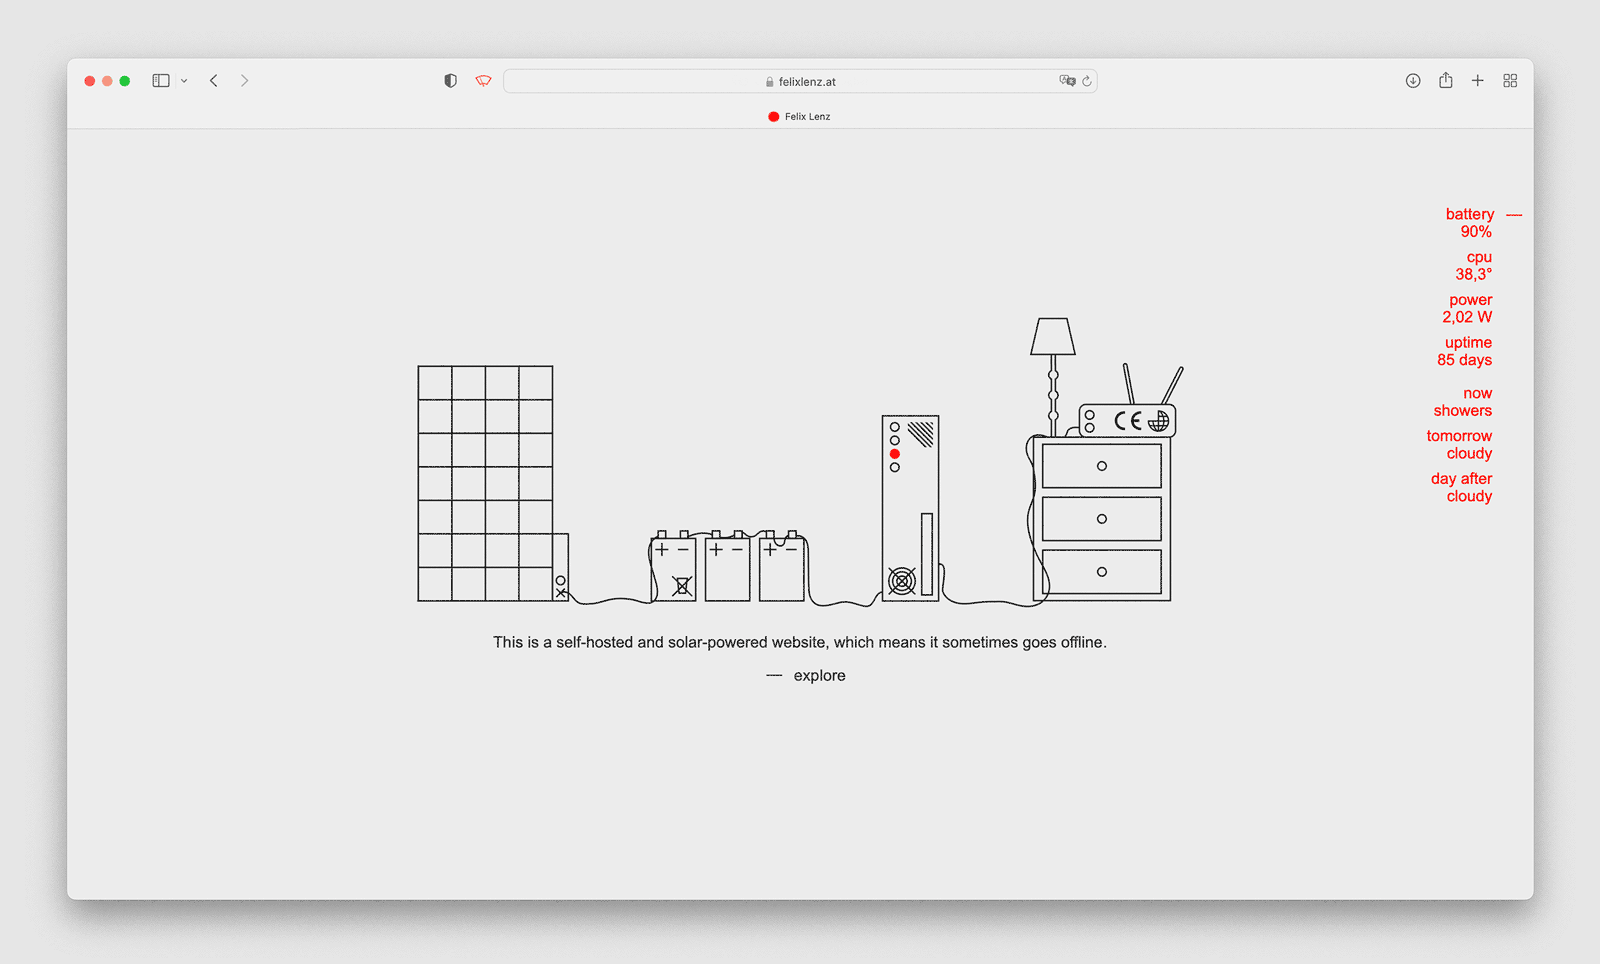 felixlenz.at
Felix Lenz
battery —
90%
cpu
38,3°
power
2,02 W
uptime
85 days
now
showers
tomorrow
cloudy
day after
cloudy
CE
+ − + − + −
This is a self-hosted and solar-powered website, which means it sometimes goes offline.
— explore